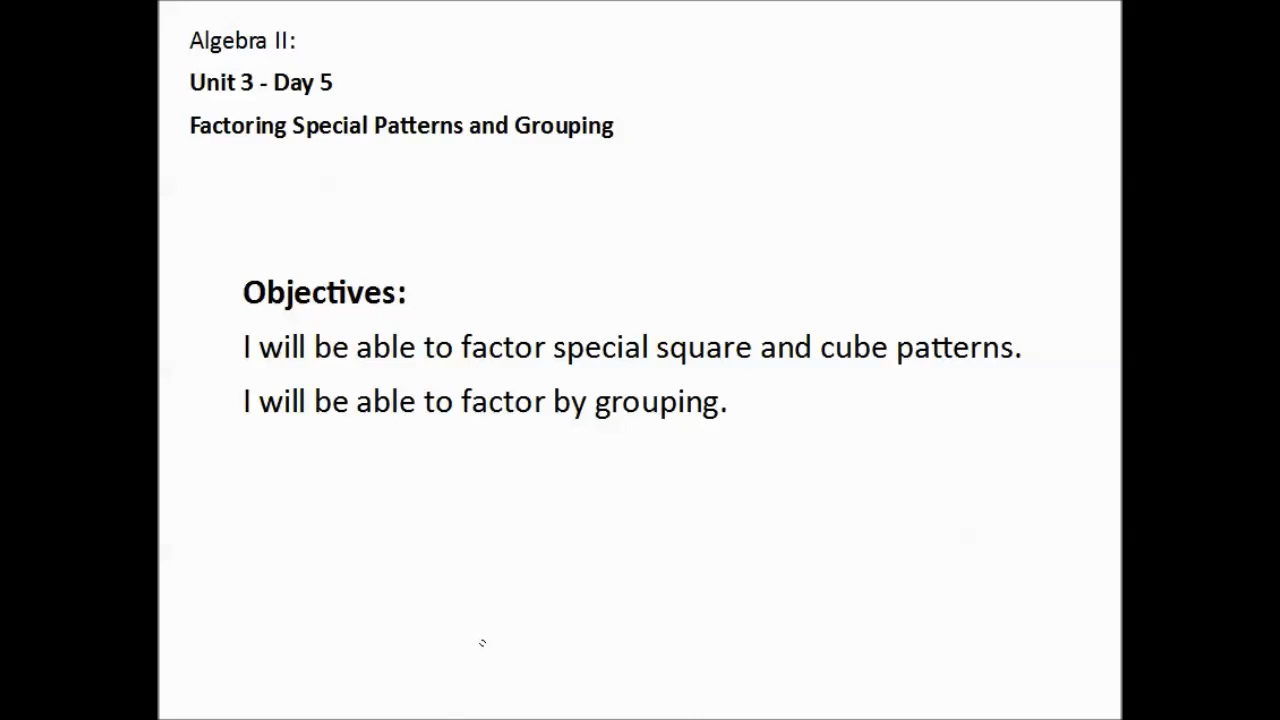 Algebra II:
Unit 3 - Day 5
Factoring Special Patterns and Grouping
Objectives:
I will be able to factor special square and cube patterns.
I will be able to factor by grouping.